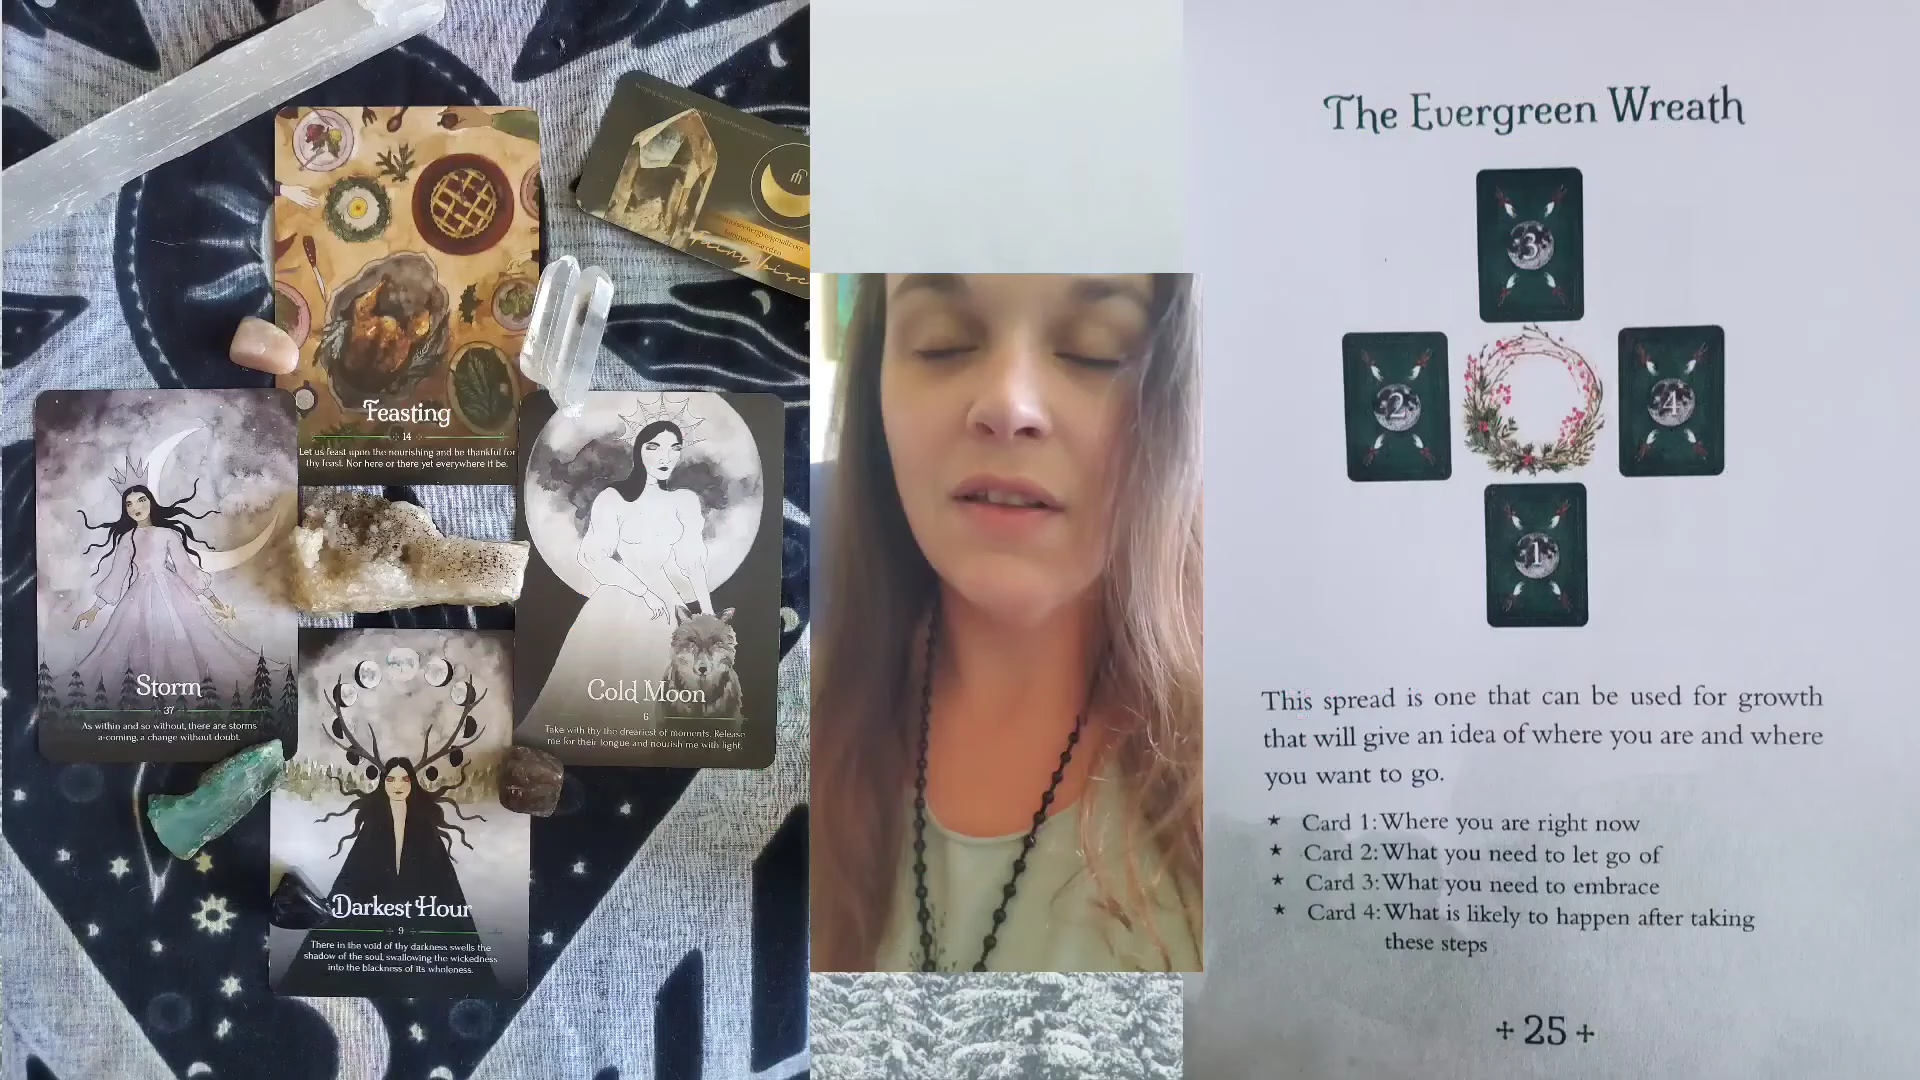 Feasting
14
Let us feast upon the nourishing and be thankful for
thy feast. Nor here or there yet everywhere it be.
Storm
37
As within and so without, there are storms
a-coming, a change without doubt.
Cold Moon
6
Take with thy the dreariest of moments. Release
me for their tongue and nourish me with light.
Darkest Hour
9
There in the void of thy darkness swells the
shadow of the soul, swallowing the wickedness
into the blackness of its wholeness.
The Evergreen Wreath
3
2
4
1
This spread is one that can be used for growth
that will give an idea of where you are and where
you want to go.
★ Card 1: Where you are right now
★ Card 2: What you need to let go of
★ Card 3: What you need to embrace
★ Card 4: What is likely to happen after taking
these steps
+ 25 +